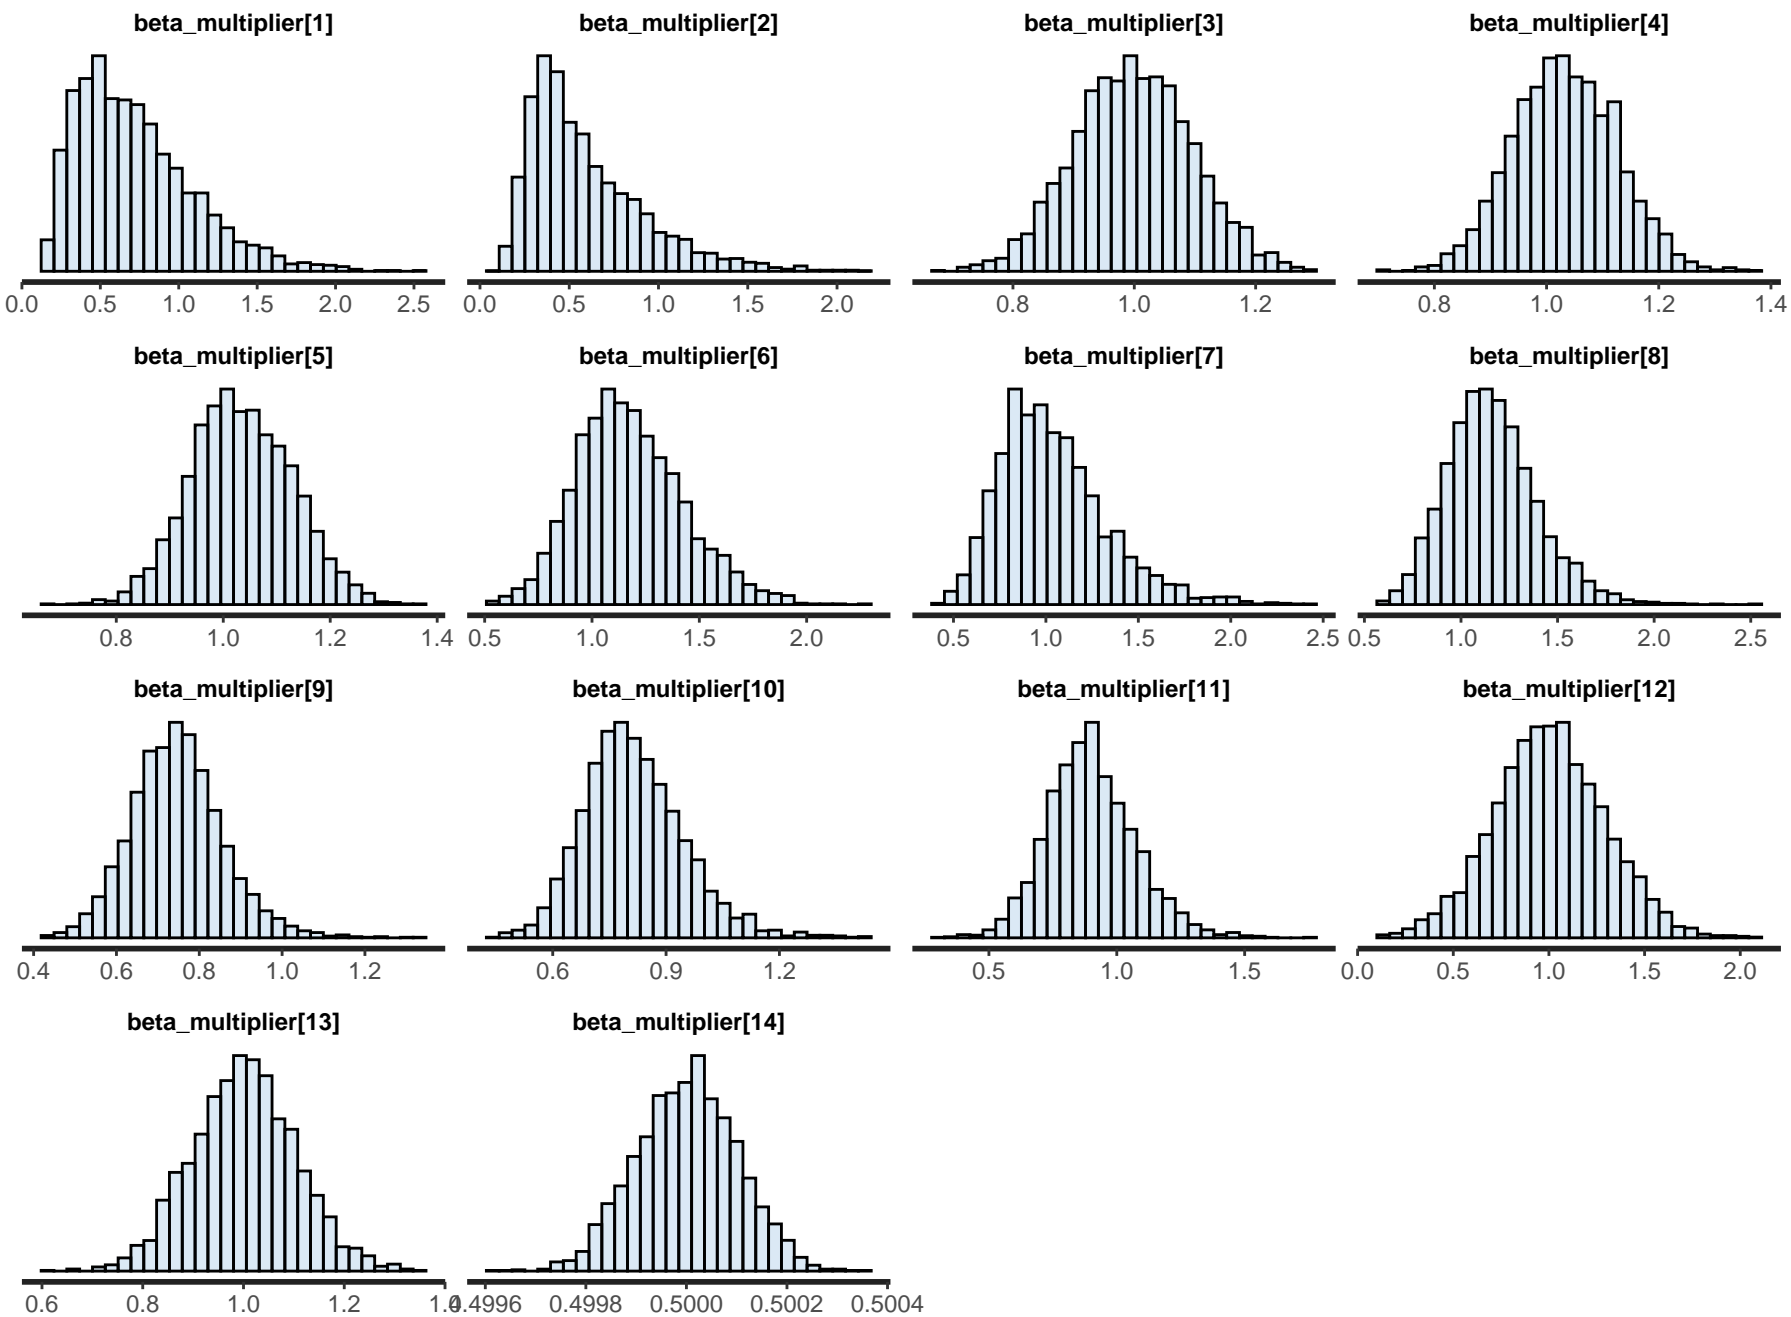 beta_multiplier[1] beta_multiplier[2] beta_multiplier[3] beta_multiplier[4]
0.0 0.5 1.0 1.5 2.0 2.5 0.0 0.5 1.0 1.5 2.0 0.8 1.0 1.2 0.8 1.0 1.2 1.4
beta_multiplier[5] beta_multiplier[6] beta_multiplier[7] beta_multiplier[8]
0.8 1.0 1.2 1.4 0.5 1.0 1.5 2.0 0.5 1.0 1.5 2.0 2.5 0.5 1.0 1.5 2.0 2.5
beta_multiplier[9] beta_multiplier[10] beta_multiplier[11] beta_multiplier[12]
0.4 0.6 0.8 1.0 1.2 0.6 0.9 1.2 0.5 1.0 1.5 0.0 0.5 1.0 1.5 2.0
beta_multiplier[13] beta_multiplier[14]
0.6 0.8 1.0 1.2 1.4 0.4996 0.4998 0.5000 0.5002 0.5004